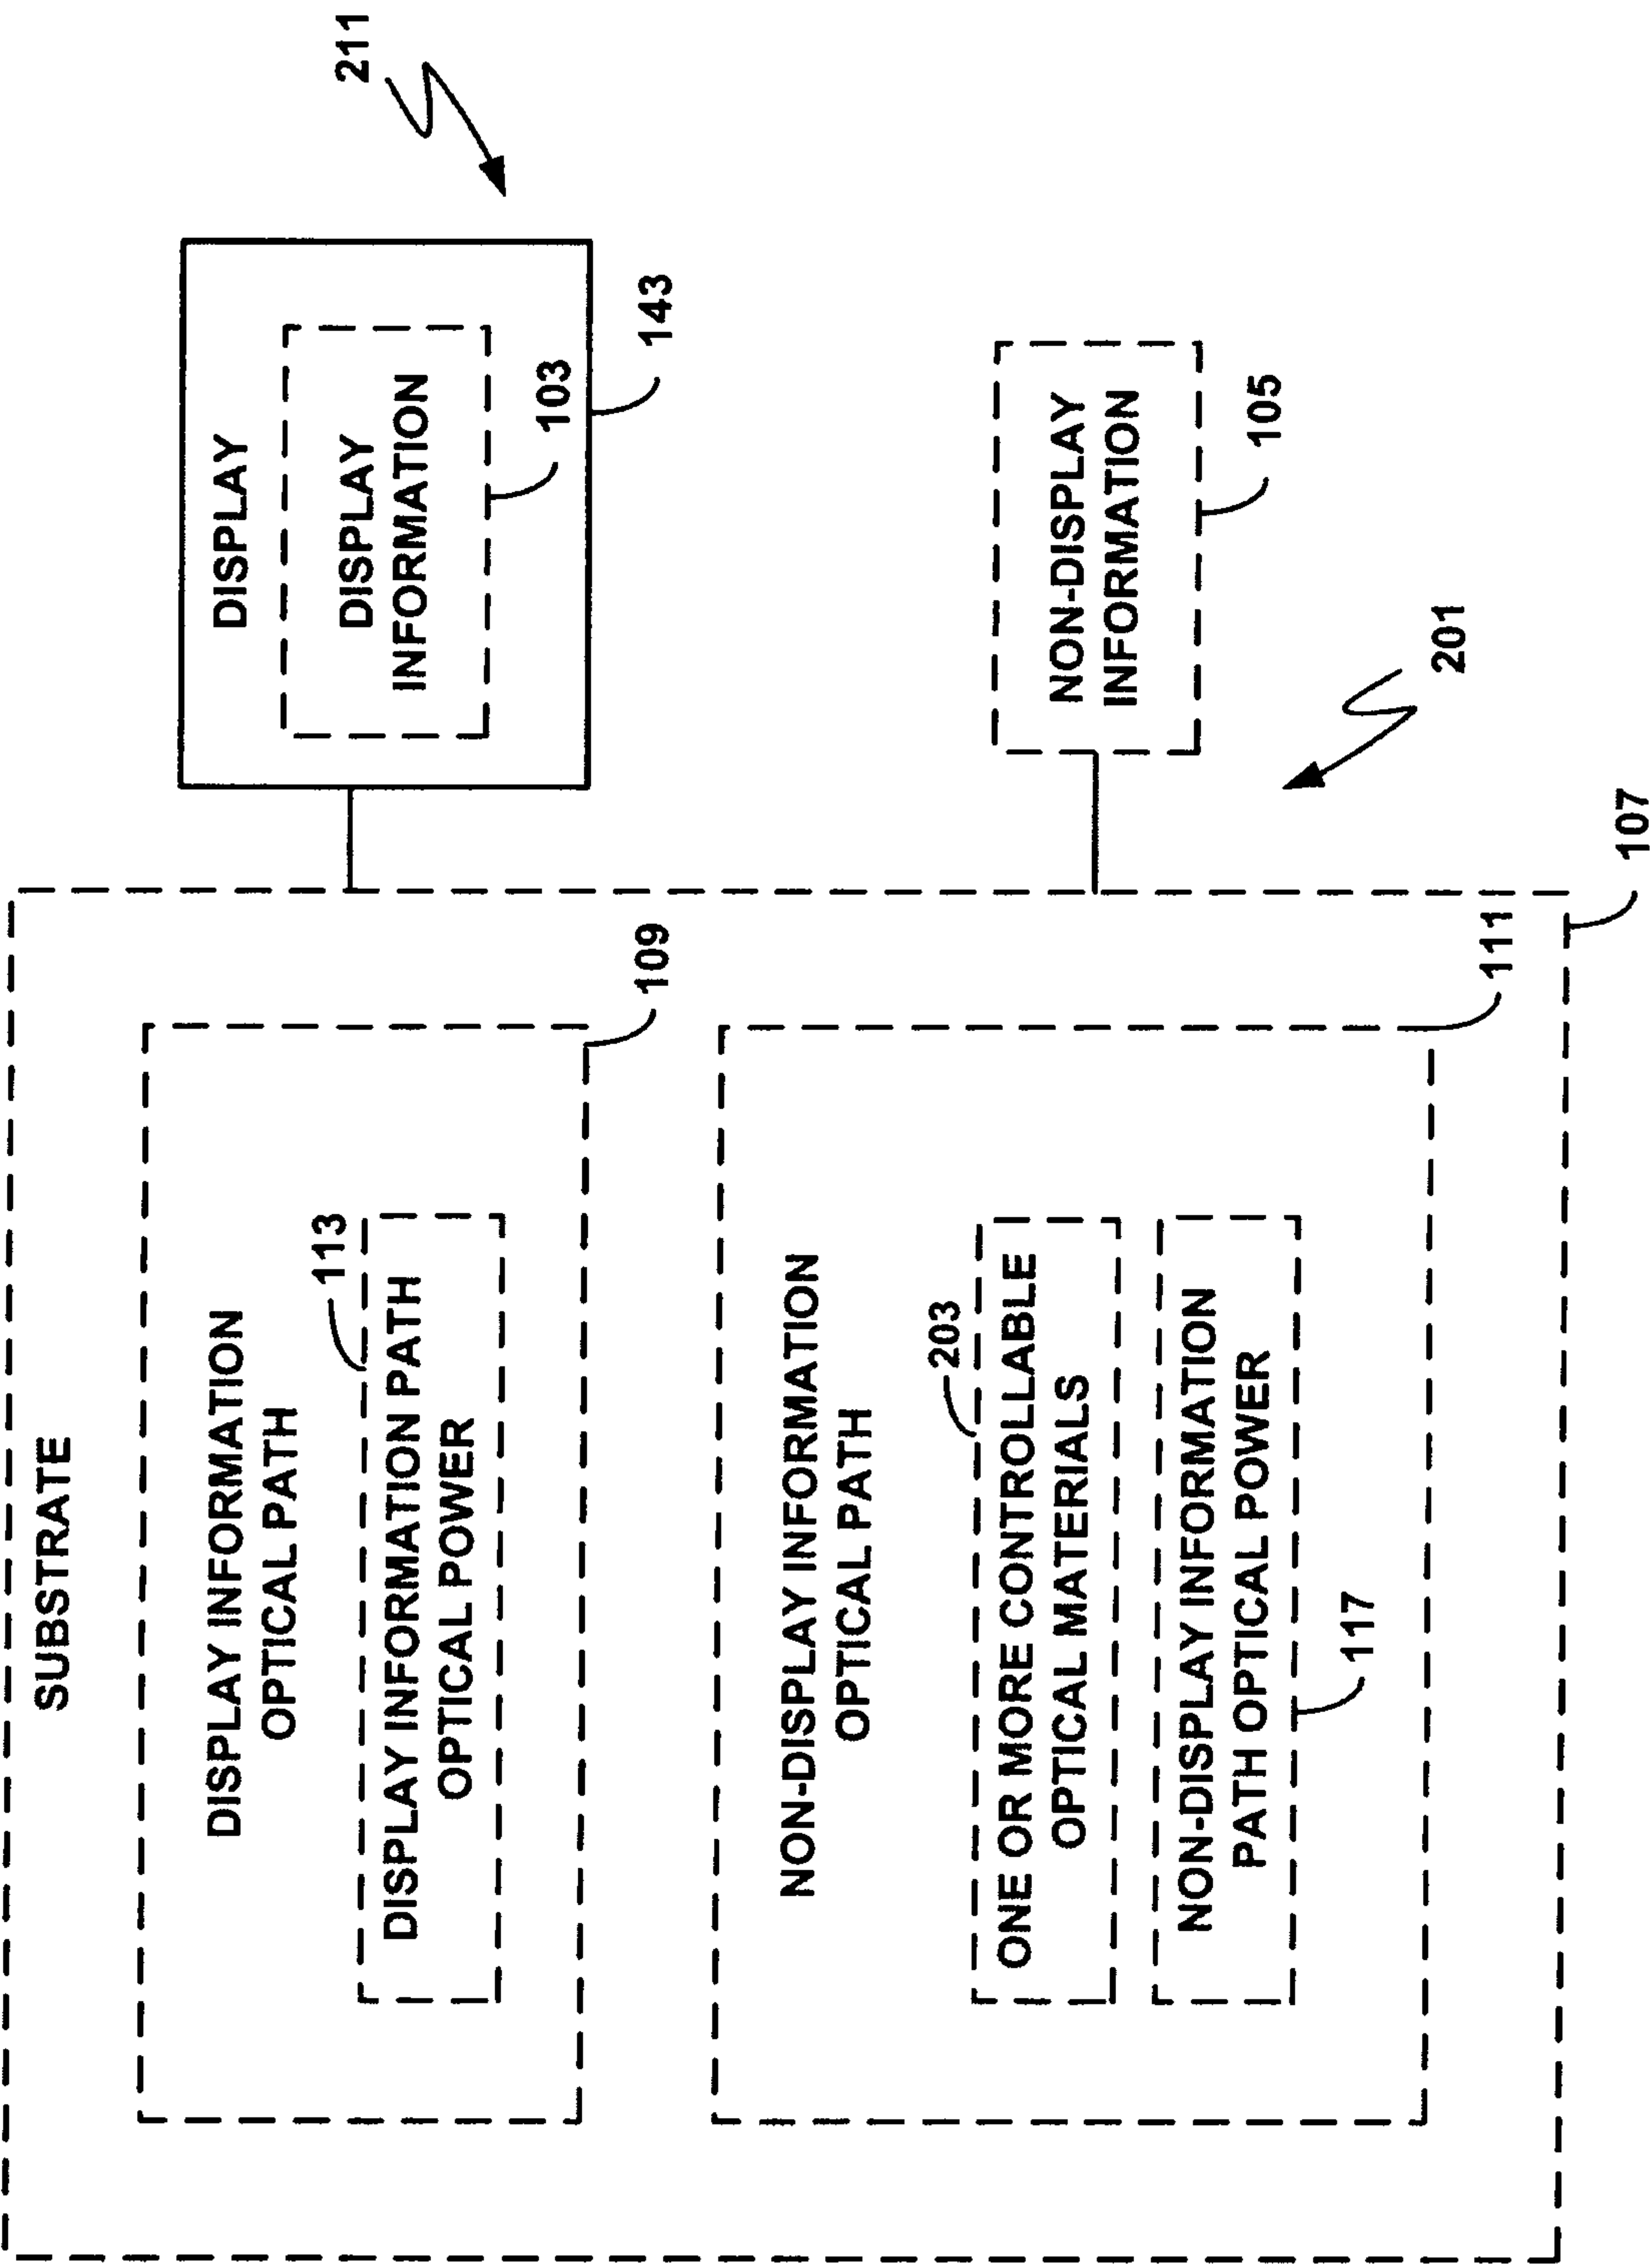 SUBSTRATE
DISPLAY INFORMATION
OPTICAL PATH
113
DISPLAY INFORMATION PATH
OPTICAL POWER
109
NON-DISPLAY INFORMATION
OPTICAL PATH
203
ONE OR MORE CONTROLLABLE
OPTICAL MATERIALS
NON-DISPLAY INFORMATION
PATH OPTICAL POWER
117
111
107
DISPLAY
DISPLAY
INFORMATION
103
143
211
NON-DISPLAY
INFORMATION
105
201